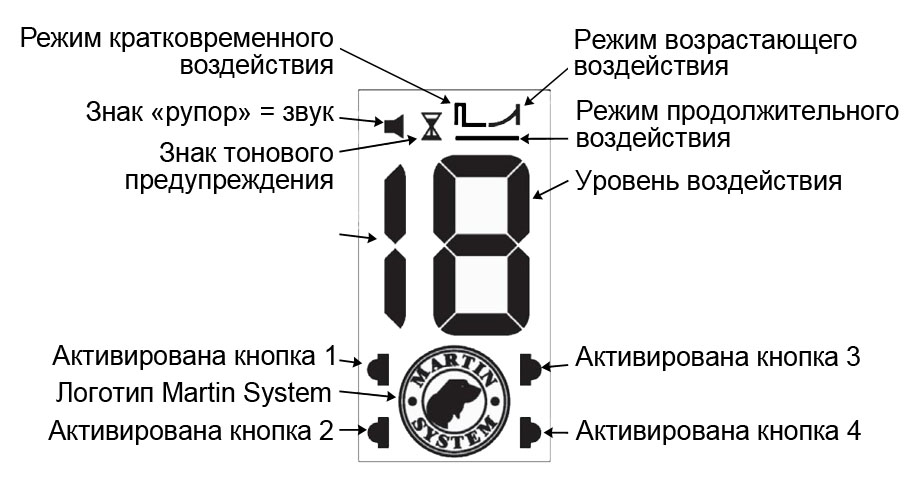 Режим кратковременного
воздействия
Режим возрастающего
воздействия
Знак «рупор» = звук
Режим продолжительного
воздействия
Знак тонового
предупреждения
Уровень воздействия
18
Активирована кнопка 1
Активирована кнопка 3
Логотип Martin System
MARTIN
SYSTEM
Активирована кнопка 2
Активирована кнопка 4